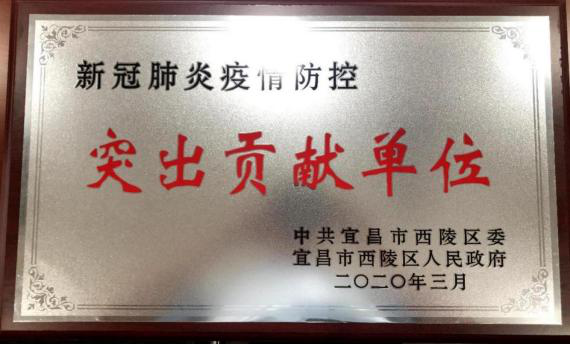 新冠肺炎疫情防控
突出贡献单位
中共宜昌市西陵区委
宜昌市西陵区人民政府
二〇二〇年三月